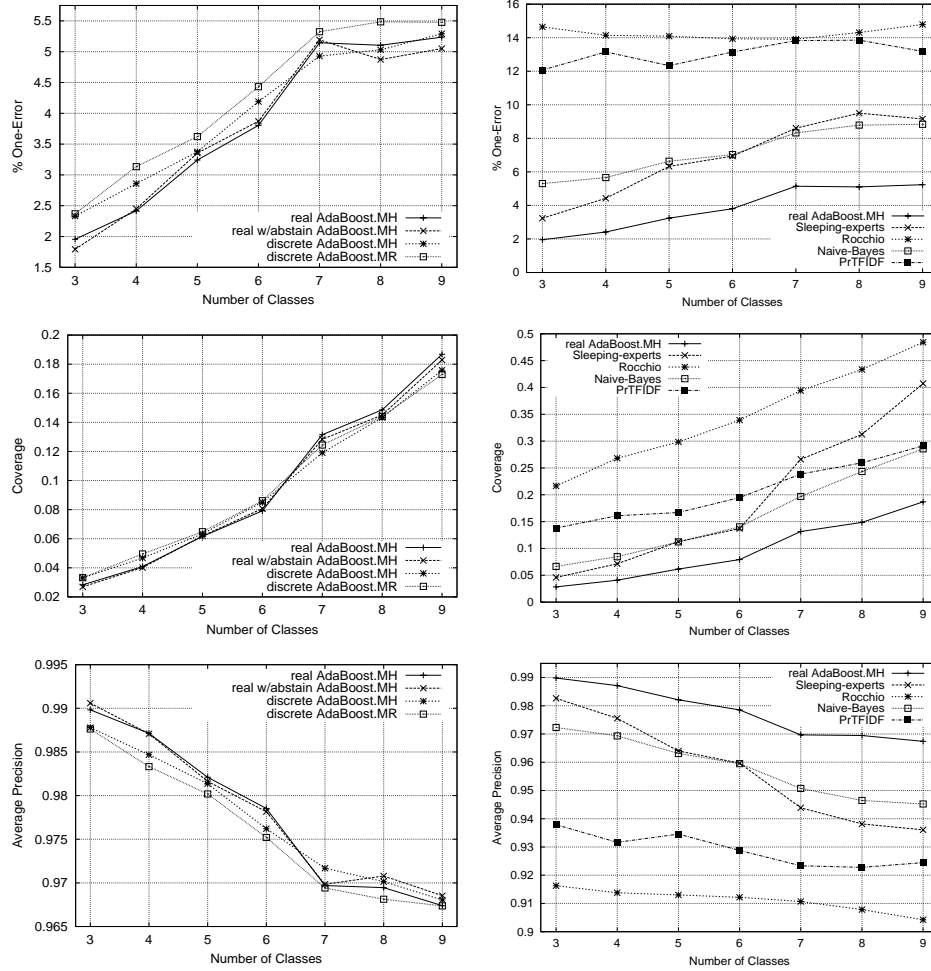 5.5
5
4.5
4
3.5
3
2.5
2
1.5
% One-Error
real AdaBoost.MH
real w/abstain AdaBoost.MH
discrete AdaBoost.MH
discrete AdaBoost.MR
3 4 5 6 7 8 9
Number of Classes
16
14
12
10
8
6
4
2
0
% One-Error
real AdaBoost.MH
Sleeping-experts
Rocchio
Naive-Bayes
PrTFIDF
3 4 5 6 7 8 9
Number of Classes
0.2
0.18
0.16
0.14
0.12
0.1
0.08
0.06
0.04
0.02
Coverage
real AdaBoost.MH
real w/abstain AdaBoost.MH
discrete AdaBoost.MH
discrete AdaBoost.MR
3 4 5 6 7 8 9
Number of Classes
0.5
0.45
0.4
0.35
0.3
0.25
0.2
0.15
0.1
0.05
0
Coverage
real AdaBoost.MH
Sleeping-experts
Rocchio
Naive-Bayes
PrTFIDF
3 4 5 6 7 8 9
Number of Classes
0.995
0.99
0.985
0.98
0.975
0.97
0.965
Average Precision
real AdaBoost.MH
real w/abstain AdaBoost.MH
discrete AdaBoost.MH
discrete AdaBoost.MR
3 4 5 6 7 8 9
Number of Classes
0.99
0.98
0.97
0.96
0.95
0.94
0.93
0.92
0.91
0.9
Average Precision
real AdaBoost.MH
Sleeping-experts
Rocchio
Naive-Bayes
PrTFIDF
3 4 5 6 7 8 9
Number of Classes